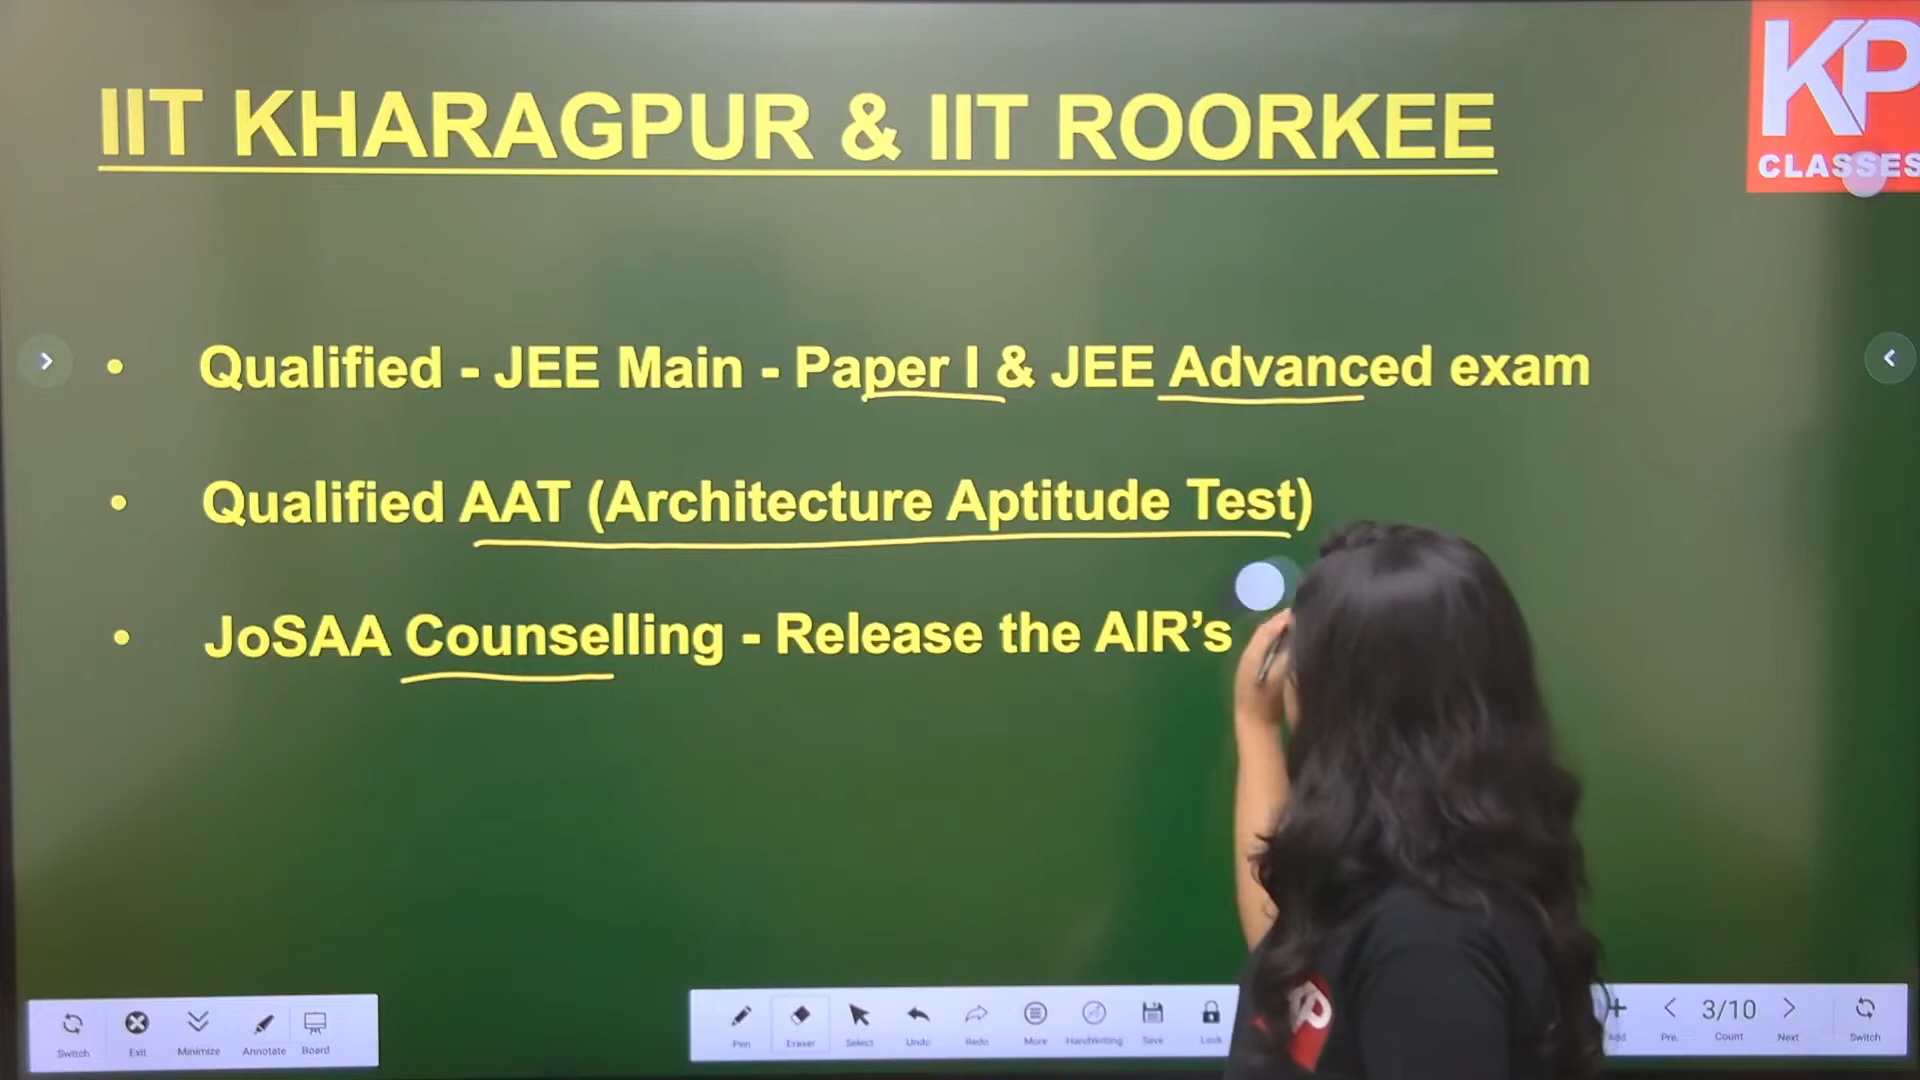 IIT KHARAGPUR & IIT ROORKEE
KP
CLASSES
• Qualified - JEE Main - Paper I & JEE Advanced exam
• Qualified AAT (Architecture Aptitude Test)
• JoSAA Counselling - Release the AIR’s
Switch Exit Minimize Annotate Board
Pen Eraser Select Undo Redo More HandWriting Save Lock
3/10
Add Pre. Count Next Switch